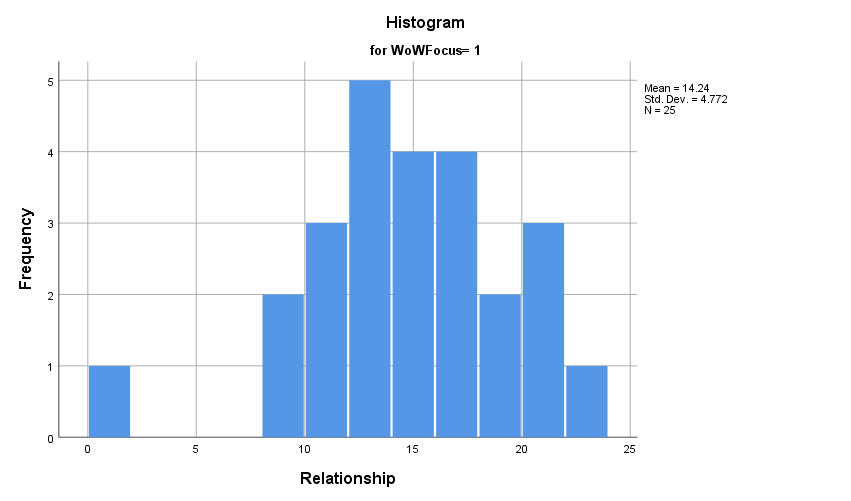 Histogram
for WoWFocus= 1
Mean = 14.24
Std. Dev. = 4.772
N = 25
Frequency
5
4
3
2
1
0
0 5 10 15 20 25
Relationship